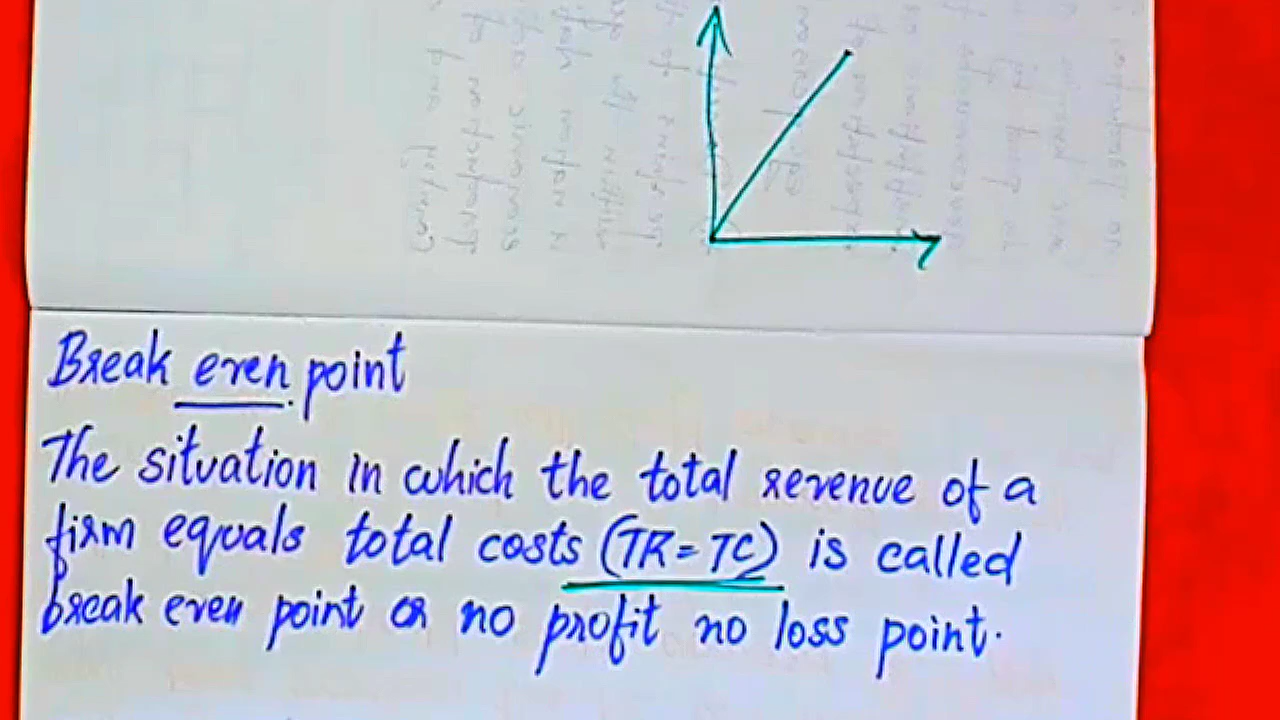 Break even point
The situation in which the total revenue of a
firm equals total costs (TR = TC) is called
break even point or no profit no loss point.